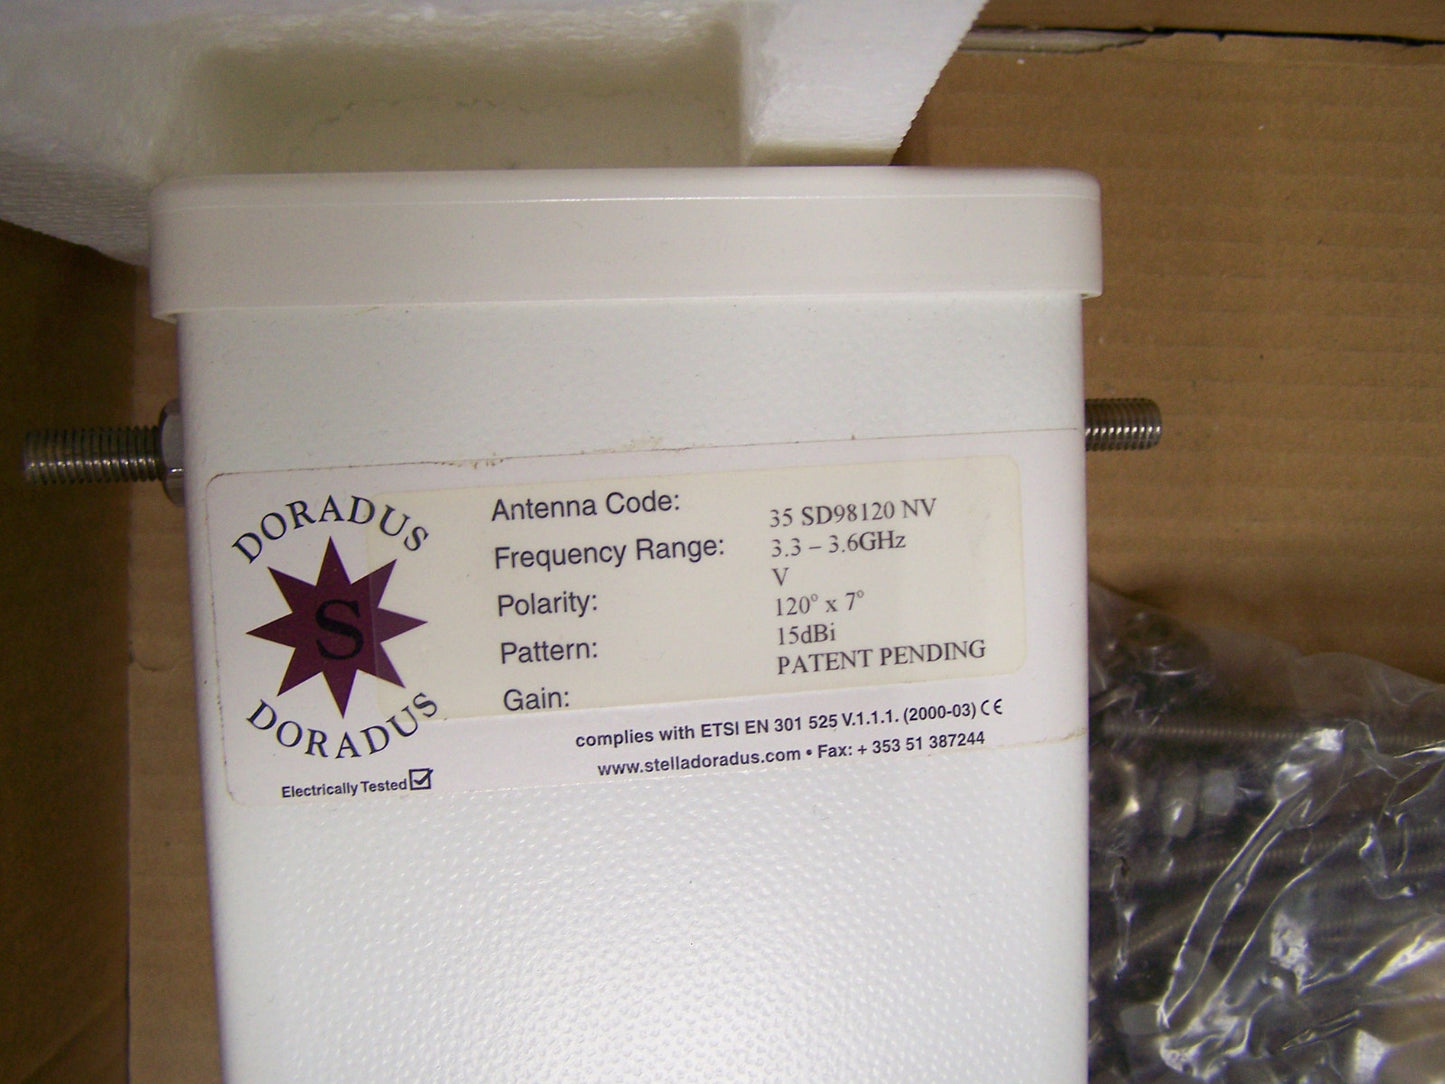 DORADUS
S
DORADUS
Electrically Tested
Antenna Code: 35 SD98120 NV
Frequency Range: 3.3 – 3.6GHz
Polarity: V
Pattern: 120° x 7°
Gain: 15dBi
PATENT PENDING
complies with ETSI EN 301 525 V.1.1.1. (2000-03) CE
www.stelladoradus.com • Fax: + 353 51 387244